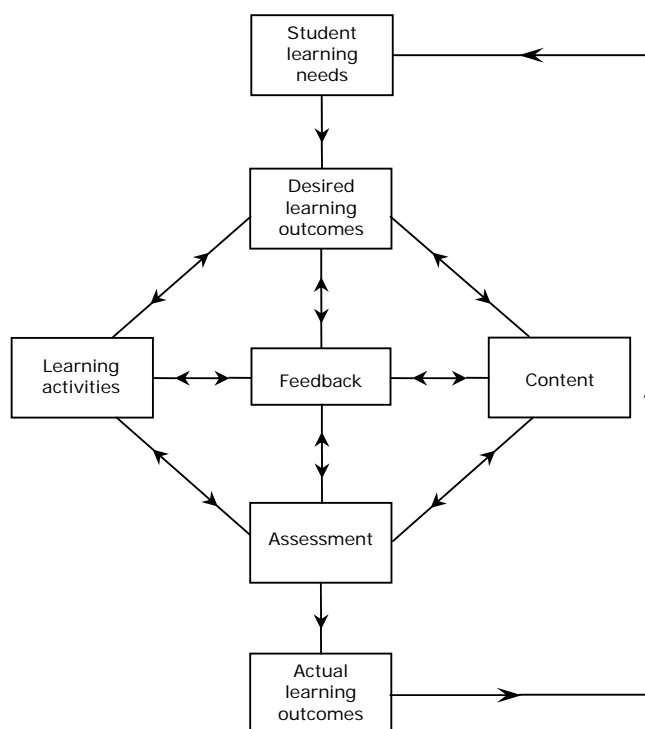 Student
learning
needs
Desired
learning
outcomes
Learning
activities
Feedback
Content
Assessment
Actual
learning
outcomes